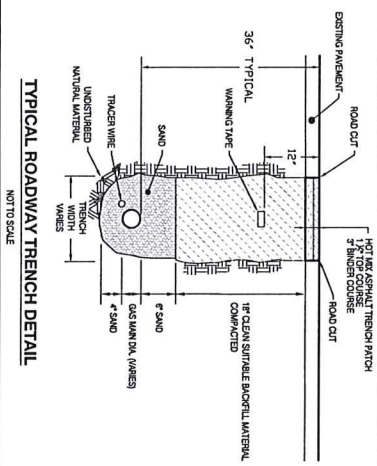 EXISTING PAVEMENT
ROAD CUT
HOT MIX ASPHALT TRENCH PATCH
1½" TOP COURSE
3" BINDER COURSE
ROAD CUT
36" TYPICAL
12"
WARNING TAPE
18" CLEAN SUITABLE BACKFILL MATERIAL
COMPACTED
SAND
6" SAND
TRACER WIRE
GAS MAIN DIA. (VARIES)
UNDISTURBED
NATURAL MATERIAL
4" SAND
TRENCH
WIDTH
VARIES
TYPICAL ROADWAY TRENCH DETAIL
NOT TO SCALE